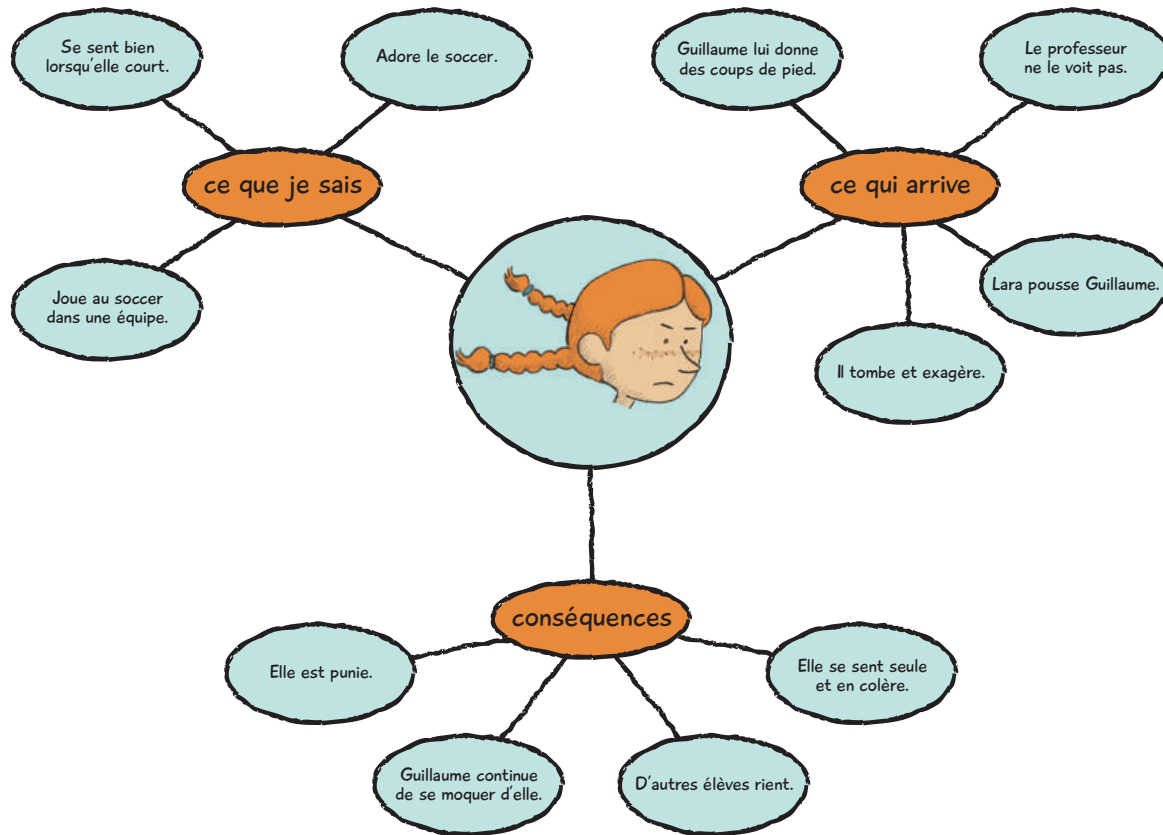 Se sent bien
lorsqu'elle court.
Adore le soccer.
ce que je sais
Joue au soccer
dans une équipe.
Guillaume lui donne
des coups de pied.
Le professeur
ne le voit pas.
ce qui arrive
Lara pousse Guillaume.
Il tombe et exagère.
conséquences
Elle est punie.
Guillaume continue
de se moquer d'elle.
D'autres élèves rient.
Elle se sent seule
et en colère.